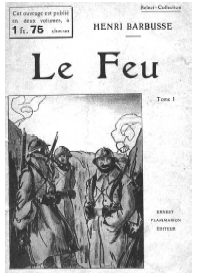 Select-Collection
Cet ouvrage est publié
en deux volumes, à
1 fr. 75
HENRI BARBUSSE
Le Feu
Tome I
ERNEST
FLAMMARION
ÉDITEUR